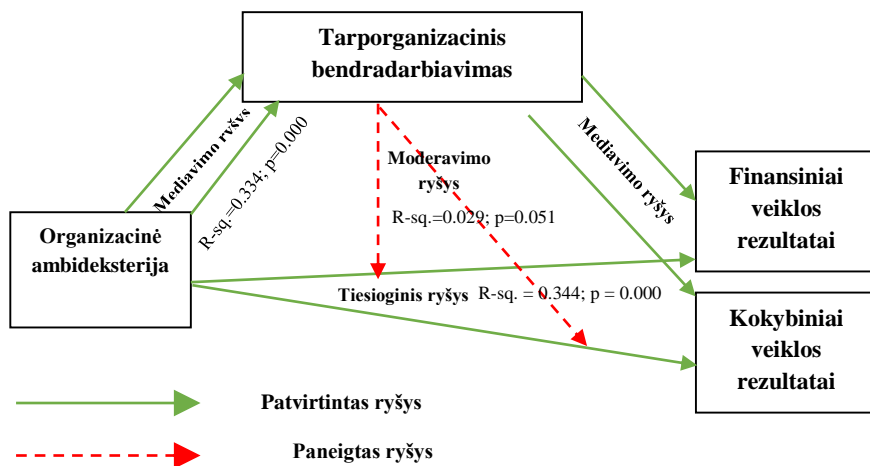 Tarporganizacinis
bendradarbiavimas
Mediavimo ryšys
R-sq.=0.334; p=0.000
Moderavimo
ryšys
R-sq.=0.029; p=0.051
Mediavimo ryšys
Finansiniai
veiklos
rezultatai
Organizacinė
ambideksterija
Tiesioginis ryšys R-sq. = 0.344; p = 0.000
Kokybiniai
veiklos
rezultatai
Patvirtintas ryšys
Paneigtas ryšys